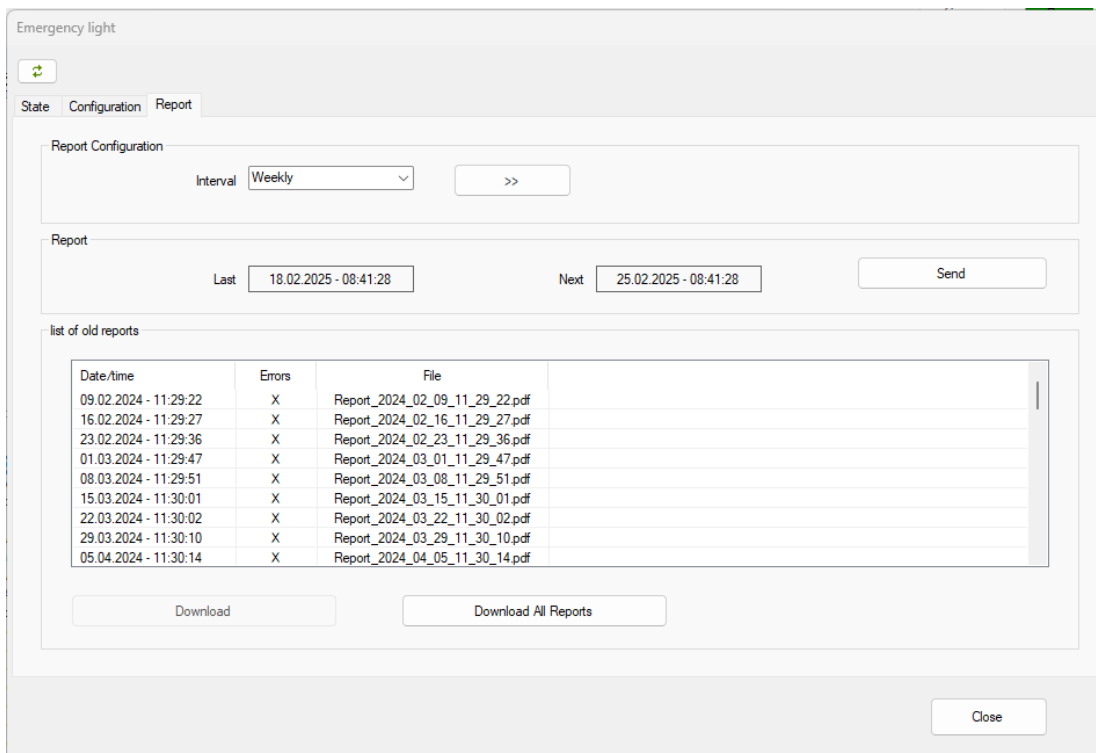 Emergency light
State Configuration Report
Report Configuration
Interval Weekly >>
Report
Last 18.02.2025 - 08:41:28 Next 25.02.2025 - 08:41:28 Send
list of old reports
Date/time Errors File
09.02.2024 - 11:29:22 X Report_2024_02_09_11_29_22.pdf
16.02.2024 - 11:29:27 X Report_2024_02_16_11_29_27.pdf
23.02.2024 - 11:29:36 X Report_2024_02_23_11_29_36.pdf
01.03.2024 - 11:29:47 X Report_2024_03_01_11_29_47.pdf
08.03.2024 - 11:29:51 X Report_2024_03_08_11_29_51.pdf
15.03.2024 - 11:30:01 X Report_2024_03_15_11_30_01.pdf
22.03.2024 - 11:30:02 X Report_2024_03_22_11_30_02.pdf
29.03.2024 - 11:30:10 X Report_2024_03_29_11_30_10.pdf
05.04.2024 - 11:30:14 X Report_2024_04_05_11_30_14.pdf
Download Download All Reports
Close